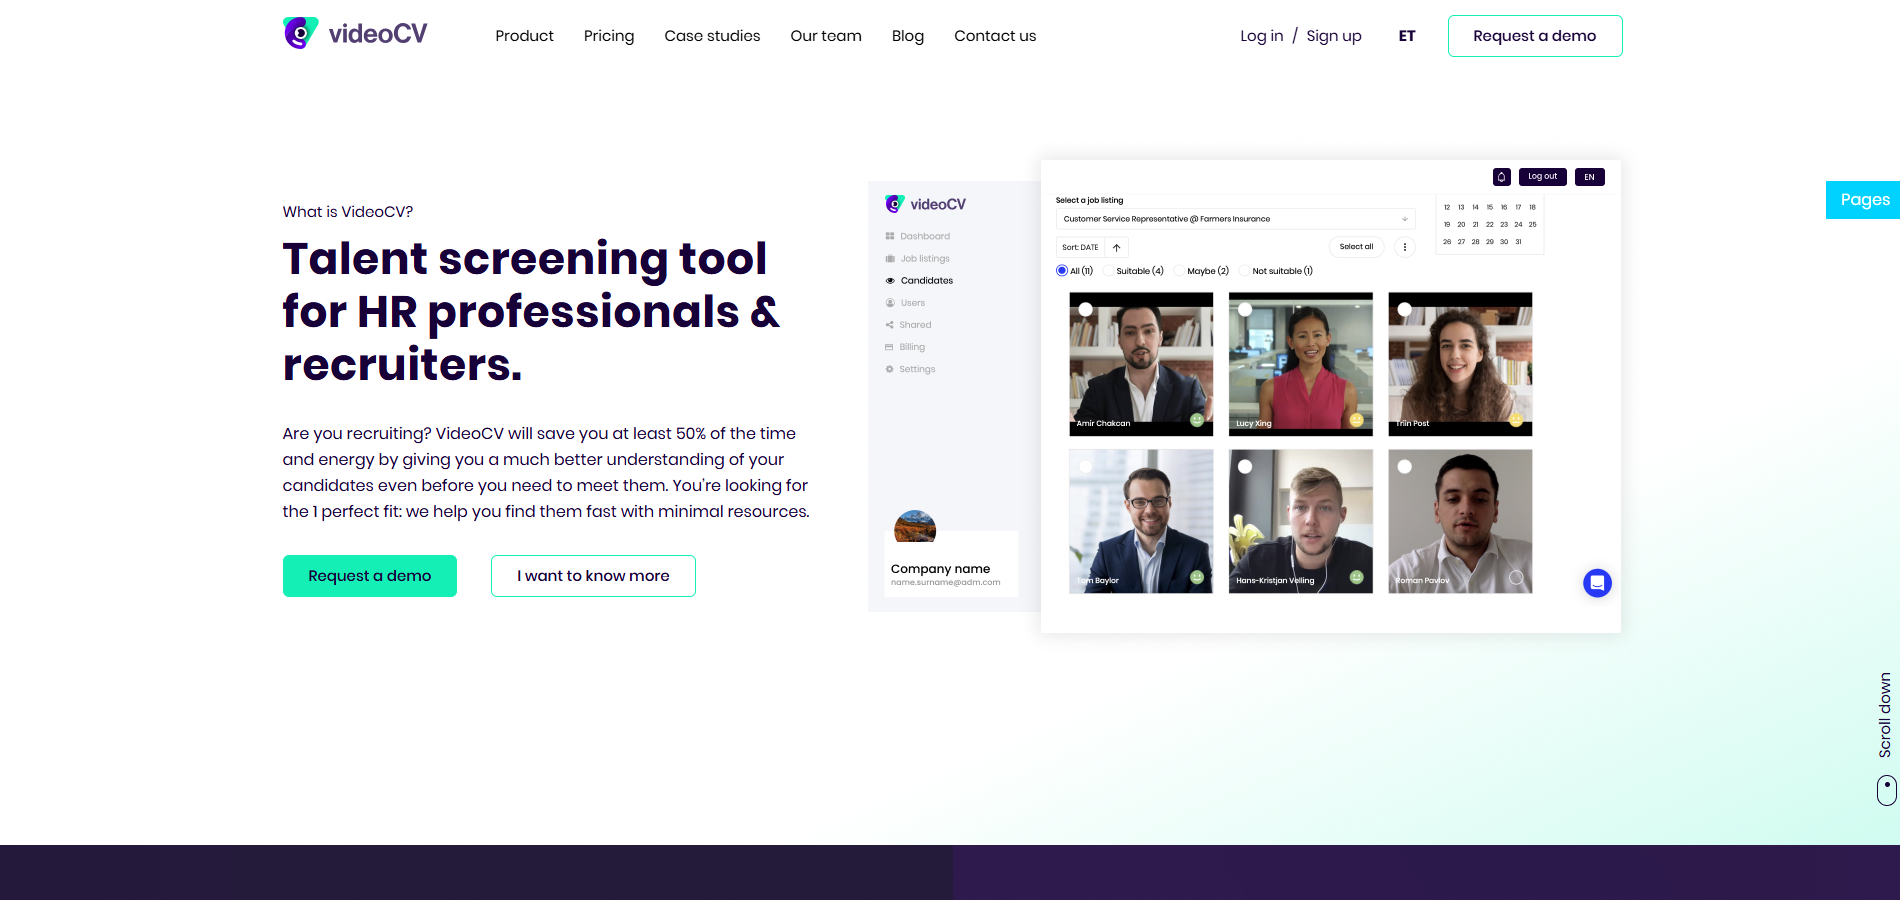 videoCV
Product
Pricing
Case studies
Our team
Blog
Contact us
Log in / Sign up
ET
Request a demo
Pages
What is VideoCV?
Talent screening tool
for HR professionals &
recruiters.
Are you recruiting? VideoCV will save you at least 50% of the time
and energy by giving you a much better understanding of your
candidates even before you need to meet them. You're looking for
the 1 perfect fit: we help you find them fast with minimal resources.
Request a demo
I want to know more
videoCV
Dashboard
Job listings
Candidates
Users
Shared
Billing
Settings
Company name
name.surname@adm.com
Log out
EN
Select a job listing
Customer Service Representative @ Farmers Insurance
Sort: DATE
Select all
All (11)
Suitable (4)
Maybe (2)
Not suitable (1)
12 13 14 15 16 17 18
19 20 21 22 23 24 25
26 27 28 29 30 31
Amir Chakcan
Lucy Xing
Triin Post
Tom Baylor
Hans-Kristjan Veiling
Roman Pavlov
Scroll down